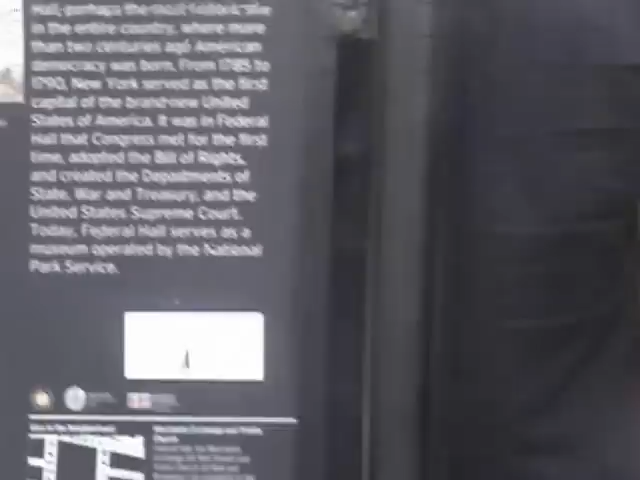 Hall, perhaps the most historic site
in the entire country, where more
than two centuries ago American
democracy was born. From 1785 to
1790, New York served as the first
capital of the brand-new United
States of America. It was in Federal
Hall that Congress met for the first
time, adopted the Bill of Rights,
and created the Departments of
State, War and Treasury, and the
United States Supreme Court.
Today, Federal Hall serves as a
museum operated by the National
Park Service.